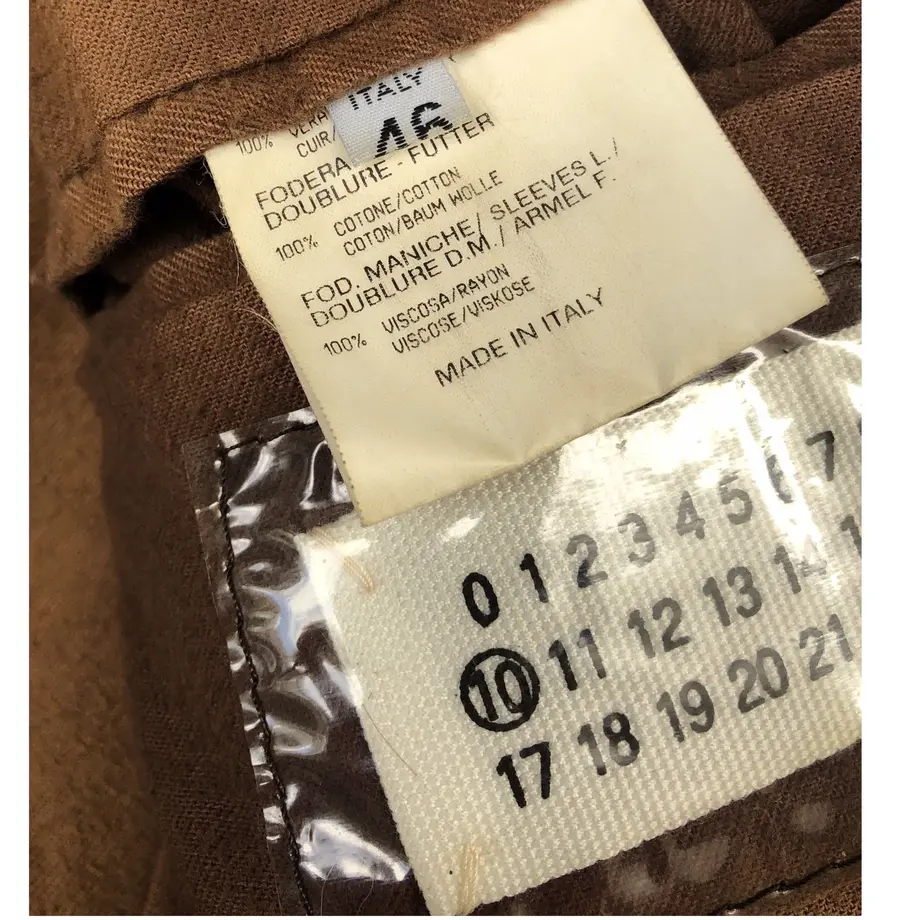 ITALY
46
100% VERA
CUIR/
FODERA
DOUBLURE - FUTTER
100% COTONE/COTTON
COTON/BAUM WOLLE
FOD. MANICHE/ SLEEVES L./
DOUBLURE D.M./ ARMEL F.
100% VISCOSA/RAYON
VISCOSE/VISKOSE
MADE IN ITALY
0 1 2 3 4 5 6 7
10 11 12 13 14
17 18 19 20 21